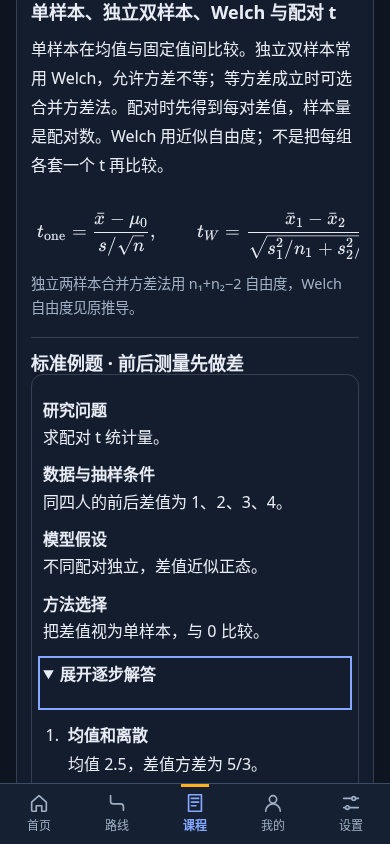 单样本、独立双样本、Welch 与配对 t
单样本在均值与固定值间比较。独立双样本常
用 Welch，允许方差不等；等方差成立时可选
合并方差法。配对时先得到每对差值，样本量
是配对数。Welch 用近似自由度；不是把每组
各套一个 t 再比较。
t_one = (x̄ − μ₀)/(s/√n), t_W = (x̄₁ − x̄₂)/√(s₁²/n₁ + s₂²/
独立两样本合并方差法用 n₁+n₂−2 自由度，Welch
自由度见原推导。
标准例题 · 前后测量先做差
研究问题
求配对 t 统计量。
数据与抽样条件
同四人的前后差值为 1、2、3、4。
模型假设
不同配对独立，差值近似正态。
方法选择
把差值视为单样本，与 0 比较。
▼ 展开逐步解答
1. 均值和离散
均值 2.5，差值方差为 5/3。
首页 路线 课程 我的 设置